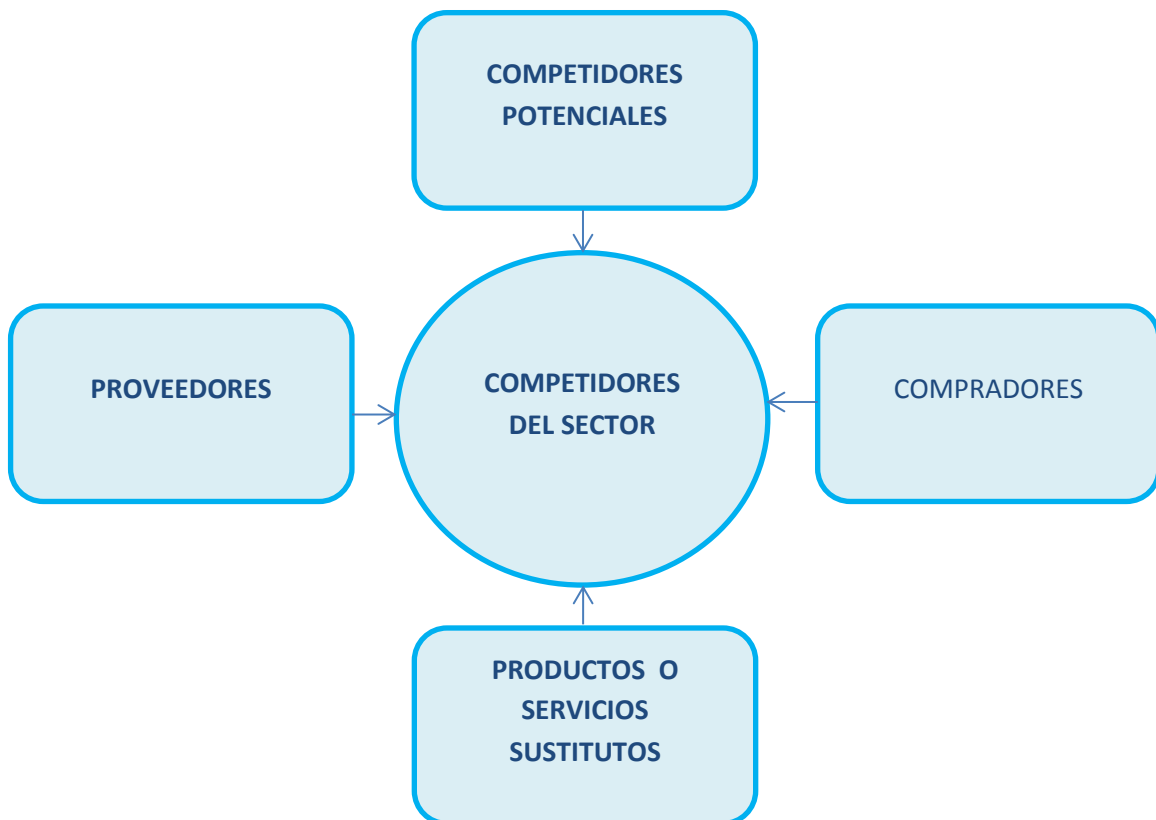 COMPETIDORES
POTENCIALES
PROVEEDORES
COMPETIDORES
DEL SECTOR
COMPRADORES
PRODUCTOS  O
SERVICIOS
SUSTITUTOS